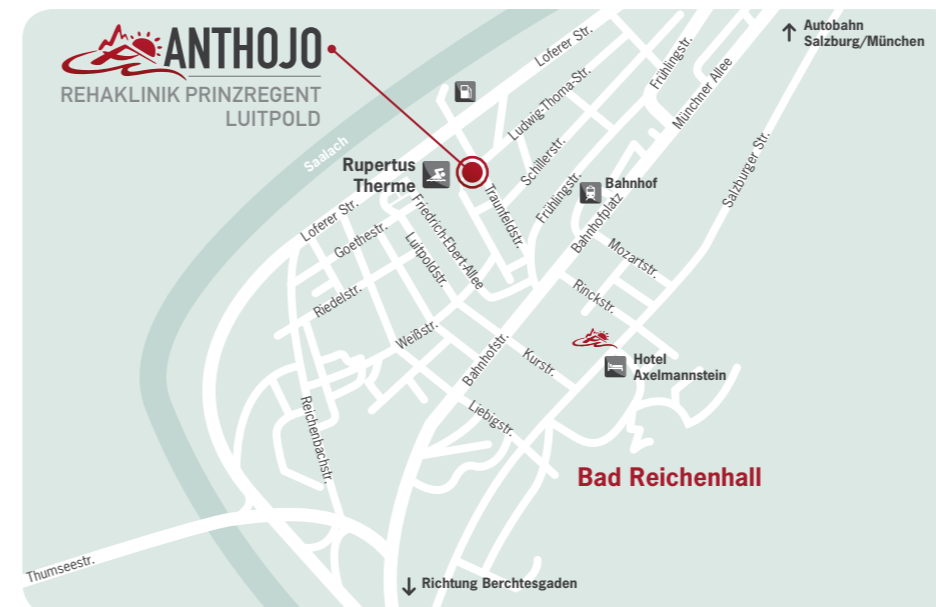 ANTHOJO
REHAKLINIK PRINZREGENT
LUITPOLD
Autobahn
Salzburg/München
Loferer Str.
Frühlingstr.
Münchner Allee
Ludwig-Thoma-Str.
Saalach
Schillerstr.
Salzburger Str.
Rupertus
Therme
Traunfeldstr.
Frühlingstr.
Bahnhof
Bahnhofplatz
Loferer Str.
Goethestr.
Friedrich-Ebert-Allee
Luitpoldstr.
Mozartstr.
Riedelstr.
Rinckstr.
Weißstr.
Bahnhofstr.
Kurstr.
Hotel
Axelmannstein
Reichenbachstr.
Liebigstr.
Bad Reichenhall
Thumseestr.
Richtung Berchtesgaden